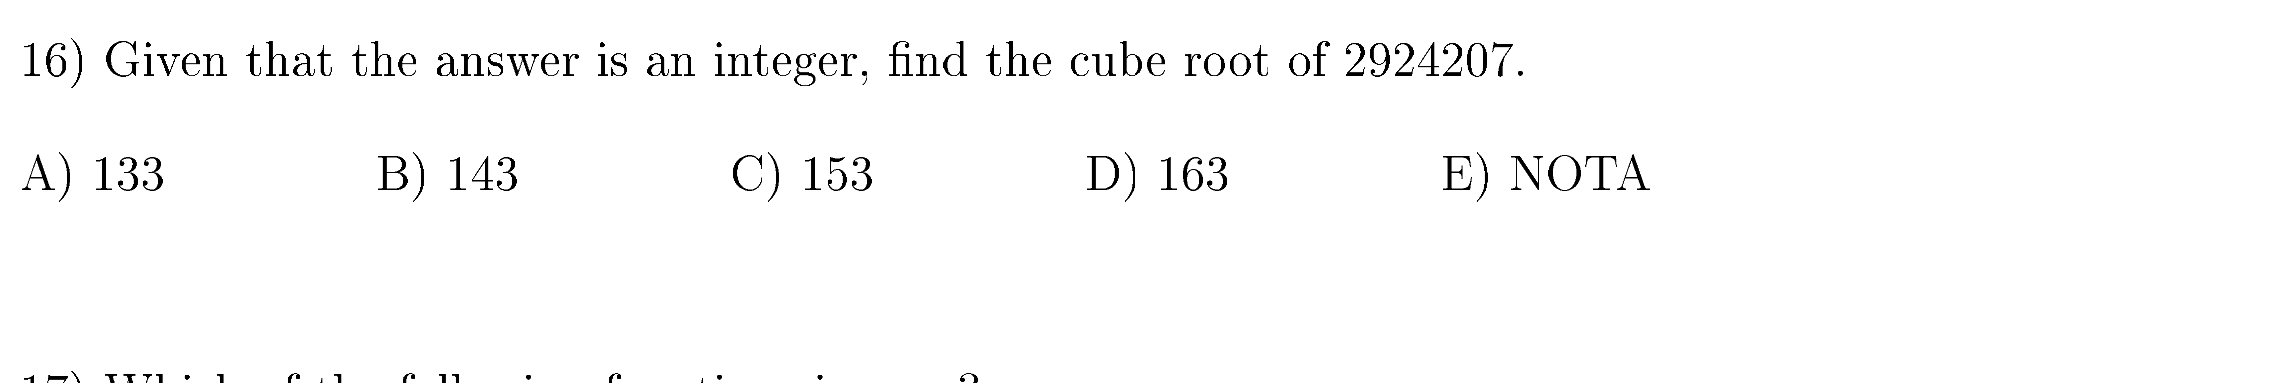 16) Given that the answer is an integer, find the cube root of 2924207.
A) 133 B) 143 C) 153 D) 163 E) NOTA